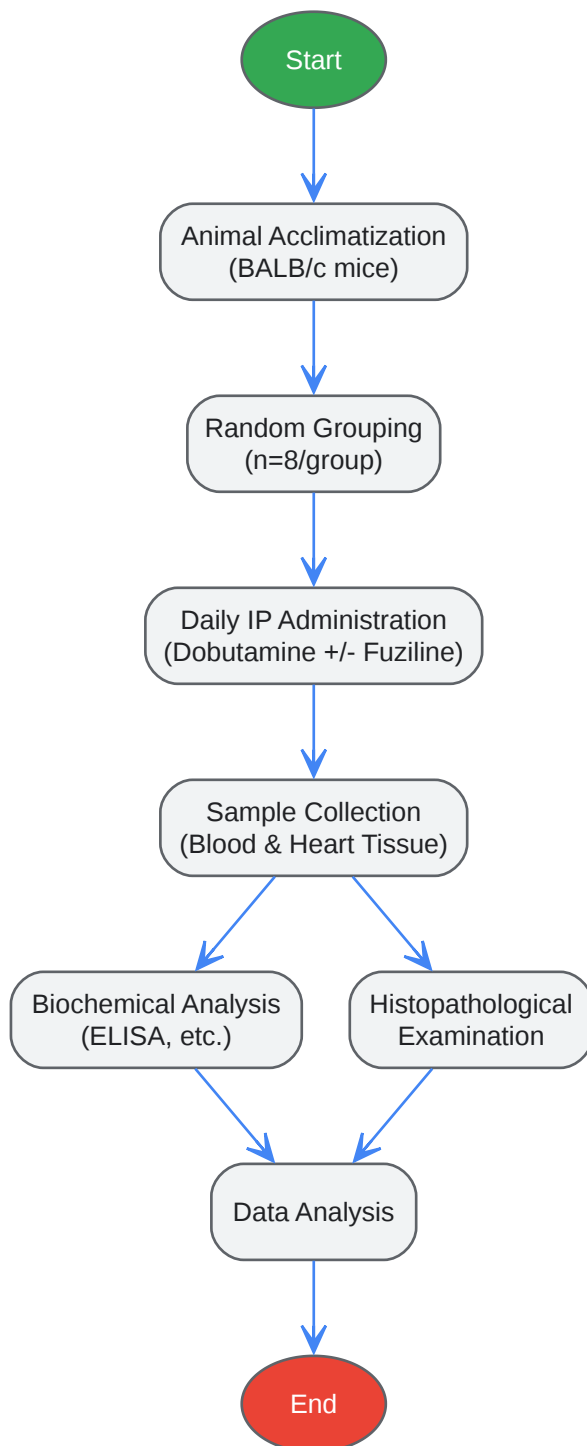 Start
Animal Acclimatization
(BALB/c mice)
Random Grouping
(n=8/group)
Daily IP Administration
(Dobutamine +/- Fuziline)
Sample Collection
(Blood & Heart Tissue)
Biochemical Analysis
(ELISA, etc.)
Histopathological
Examination
Data Analysis
End